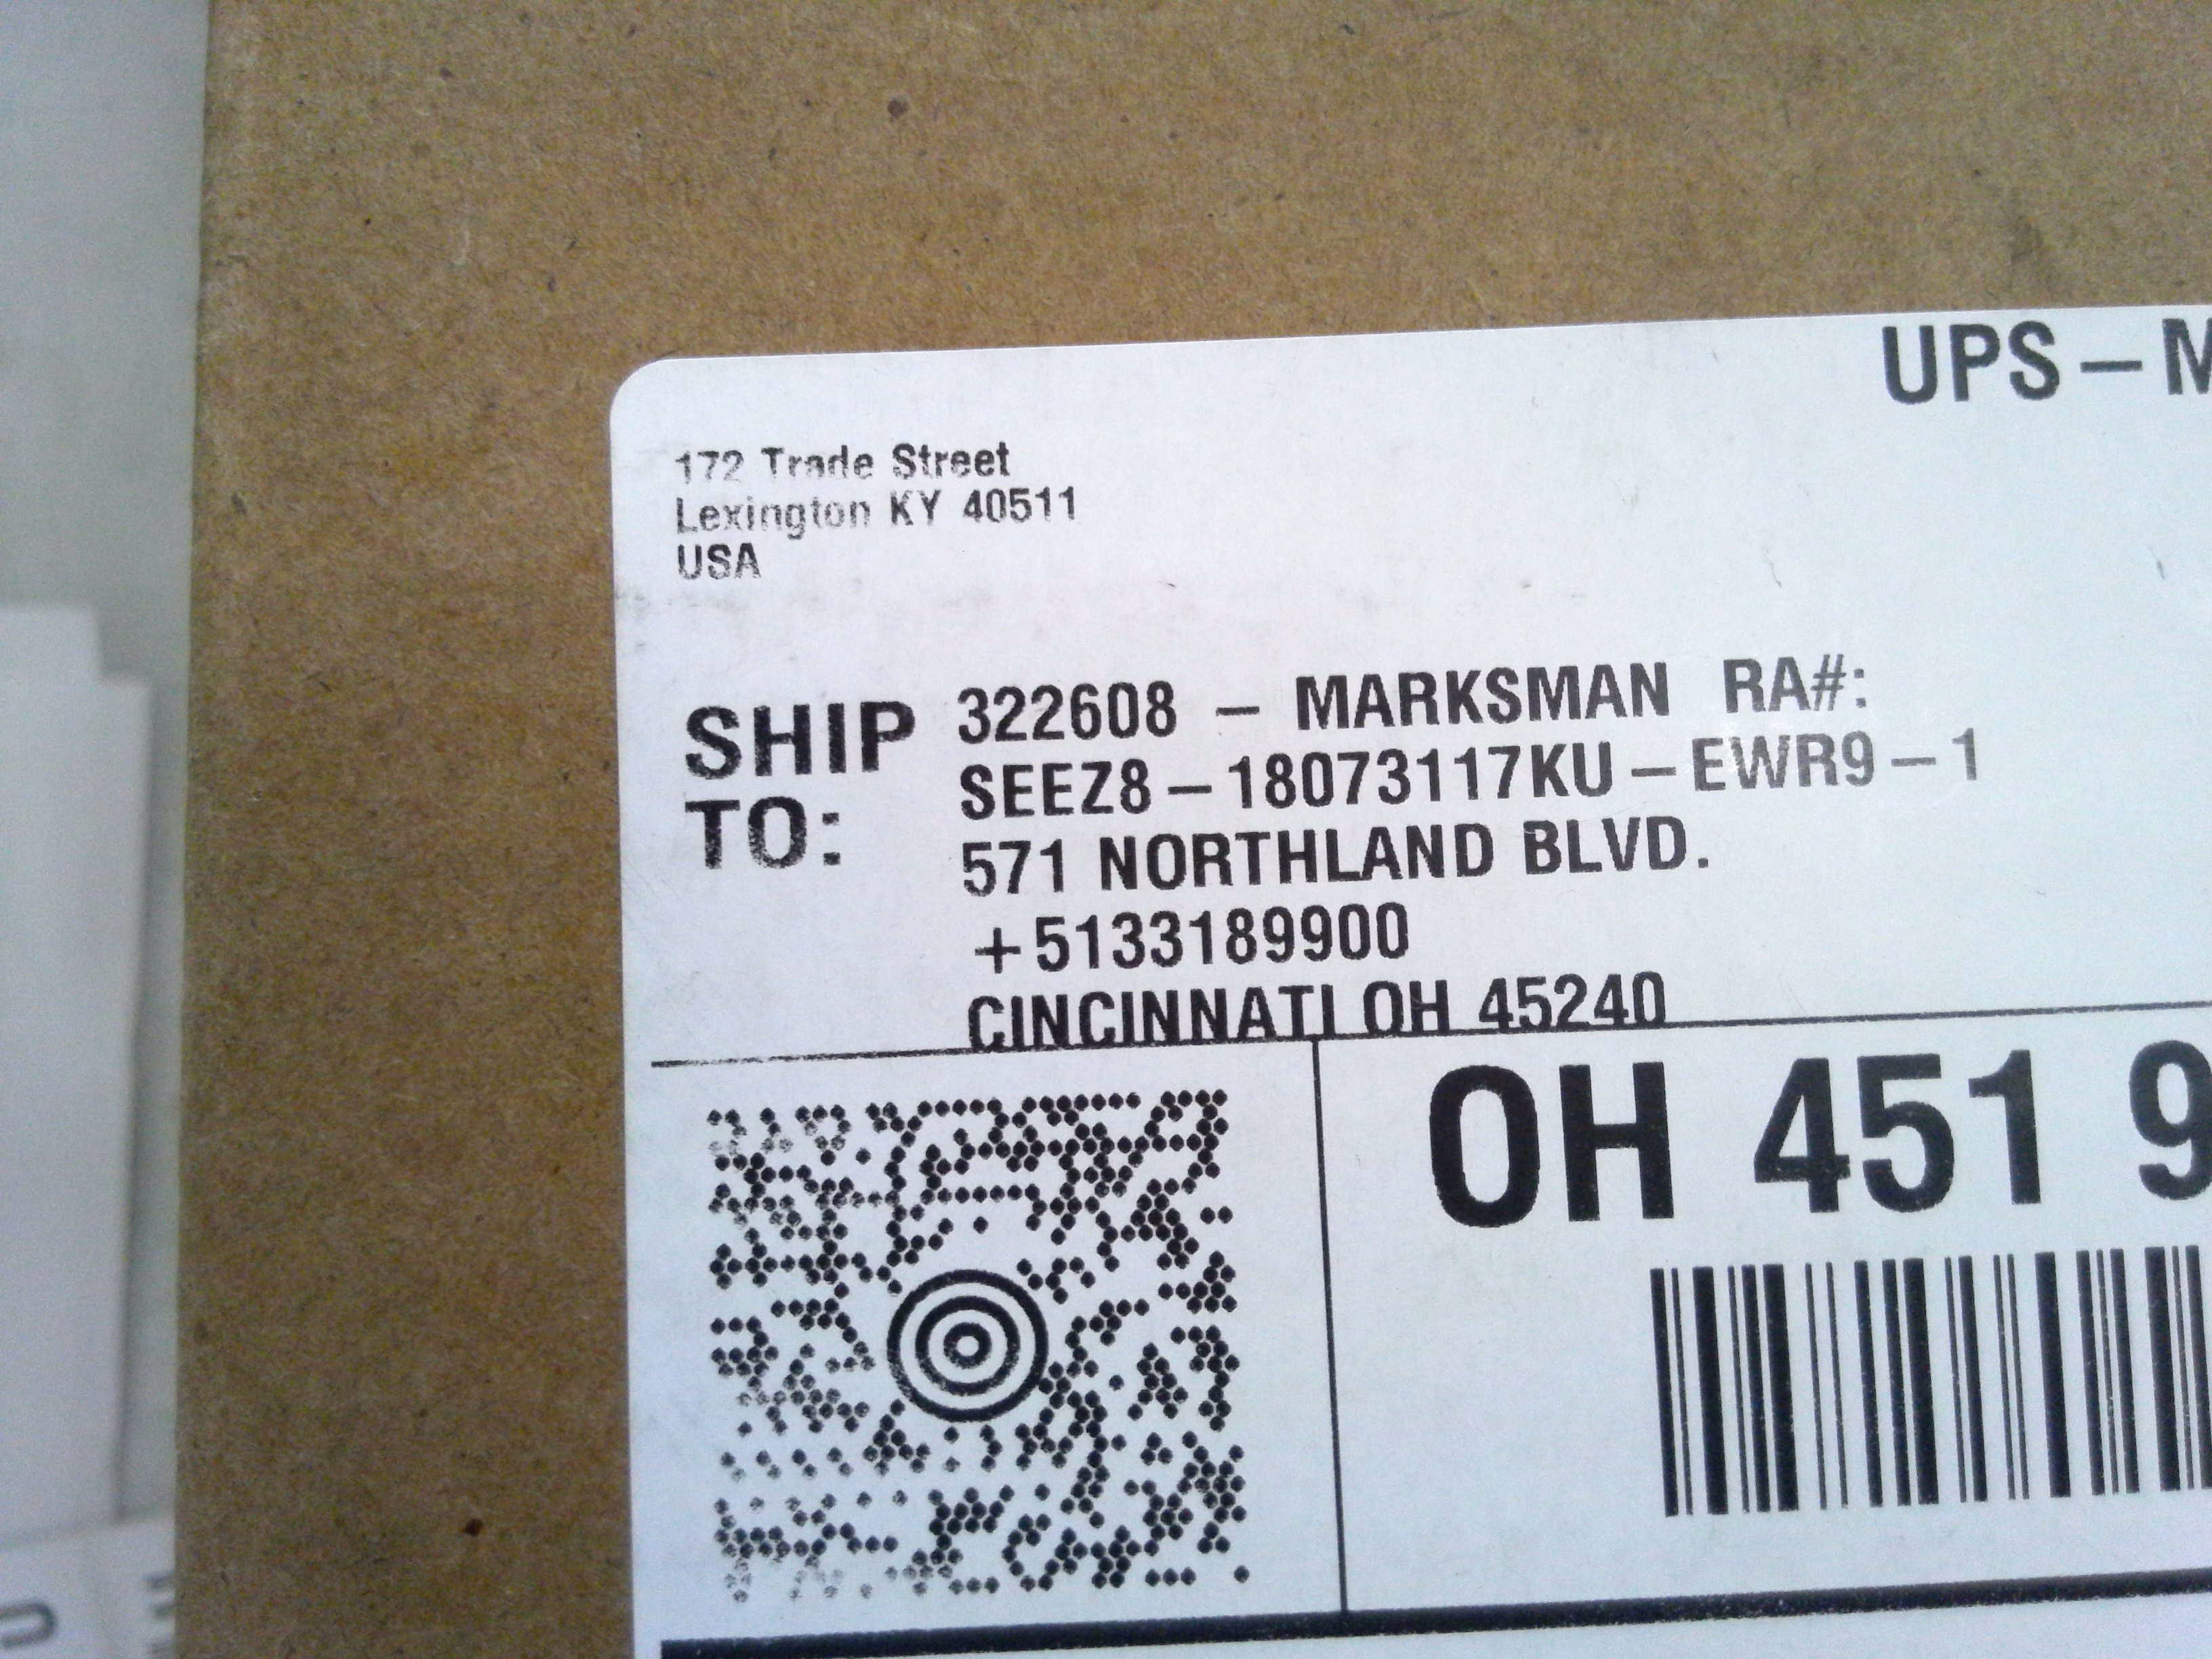 UPS – M
172 Trade Street
Lexington KY 40511
USA
SHIP TO:
322608 – MARKSMAN RA#:
SEEZ8–18073117KU–EWR9–1
571 NORTHLAND BLVD.
+5133189900
CINCINNATI OH 45240
OH 451 9